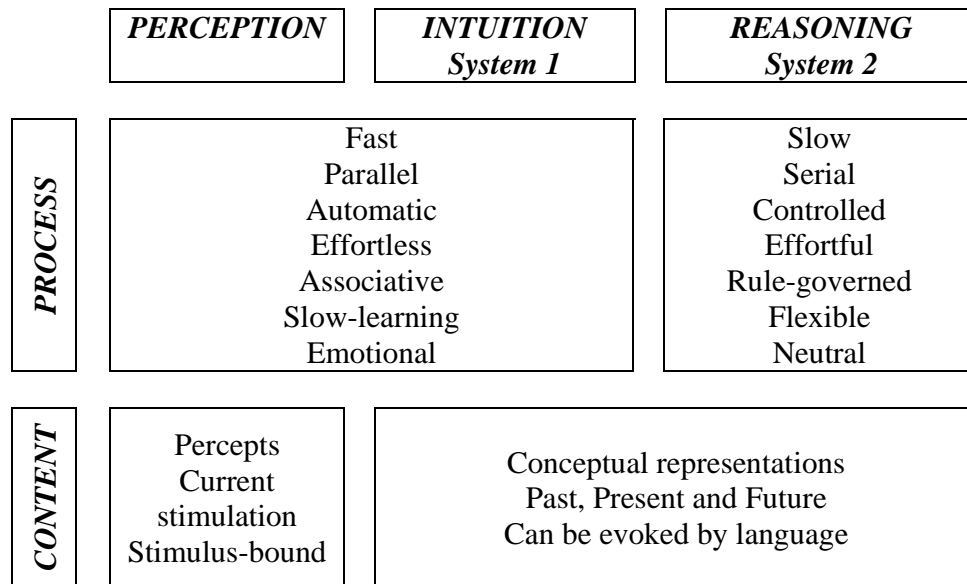 PERCEPTION
INTUITION
System 1
REASONING
System 2
PROCESS
Fast
Parallel
Automatic
Effortless
Associative
Slow-learning
Emotional
Slow
Serial
Controlled
Effortful
Rule-governed
Flexible
Neutral
CONTENT
Percepts
Current
stimulation
Stimulus-bound
Conceptual representations
Past, Present and Future
Can be evoked by language